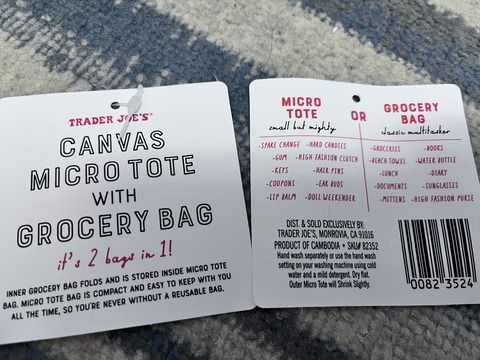 TRADER JOE'S®
CANVAS
MICRO TOTE
WITH
GROCERY BAG
it's 2 bags in 1!
INNER GROCERY BAG FOLDS AND IS STORED INSIDE MICRO TOTE
BAG. MICRO TOTE BAG IS COMPACT AND EASY TO KEEP WITH YOU
ALL THE TIME, SO YOU'RE NEVER WITHOUT A REUSABLE BAG.
MICRO
TOTE
small but mighty
-SPARE CHANGE -HARD CANDIES
-GUM -HIGH FASHION CLUTCH
-KEYS -HAIR PINS
-COUPONS -EAR BUDS
-LIP BALM -DOLL WEEKENDER
OR
GROCERY
BAG
classic multitasker
-GROCERIES -BOOKS
-BEACH TOWEL -WATER BOTTLE
-LUNCH -DIARY
-DOCUMENTS -SUNGLASSES
-MITTENS -HIGH FASHION PURSE
DIST. & SOLD EXCLUSIVELY BY:
TRADER JOE'S, MONROVIA, CA 91016
PRODUCT OF CAMBODIA • SKU# 82352
Hand wash separately or use the hand wash
setting on your washing machine using cold
water and a mild detergent. Dry flat.
Outer Micro Tote will Shrink Slightly.
0082 3524